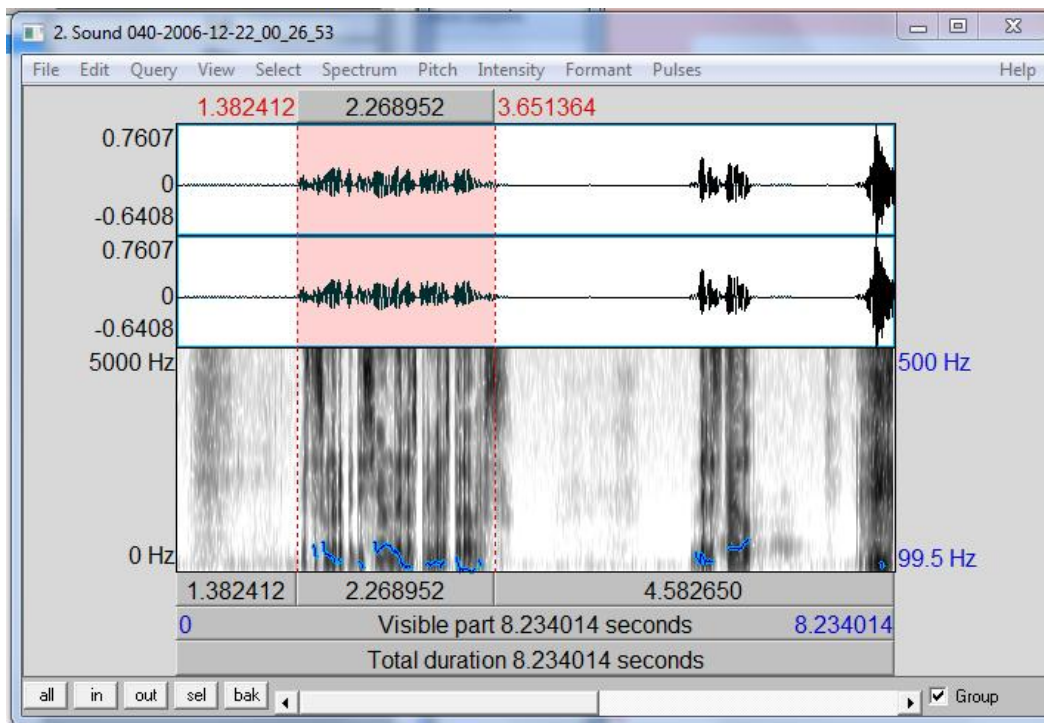 2. Sound 040-2006-12-22_00_26_53
File Edit Query View Select Spectrum Pitch Intensity Formant Pulses Help
1.382412 2.268952 3.651364
0.7607
0
-0.6408
0.7607
0
-0.6408
5000 Hz 500 Hz
0 Hz 99.5 Hz
1.382412 2.268952 4.582650
0 Visible part 8.234014 seconds 8.234014
Total duration 8.234014 seconds
all in out sel bak Group